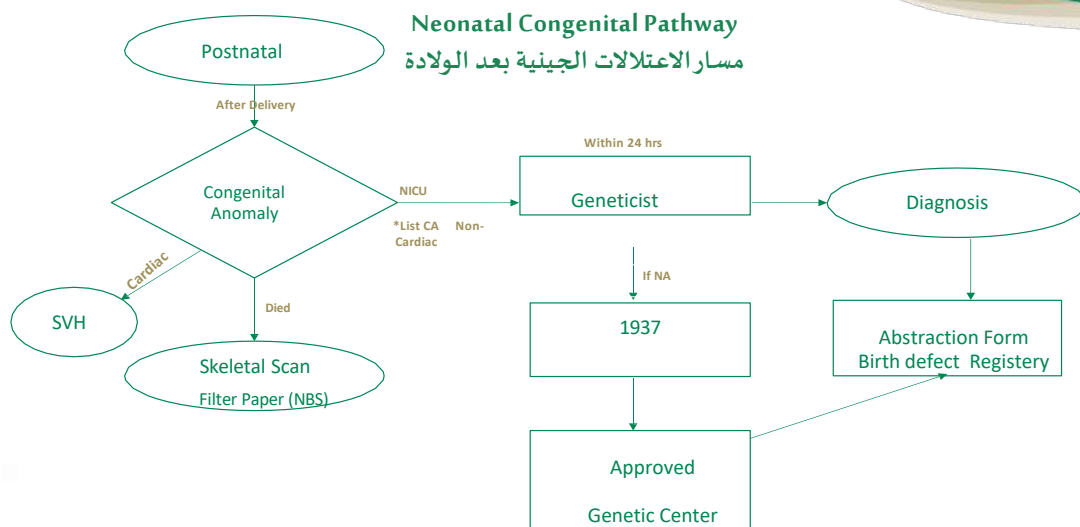 Neonatal Congenital Pathway
مسار الاعتلالات الجينية بعد الولادة
Postnatal
After Delivery
Congenital
Anomaly
NICU
*List CA Non-
Cardiac
Within 24 hrs
Geneticist
Diagnosis
Cardiac
SVH
Died
Skeletal Scan
Filter Paper (NBS)
If NA
1937
Approved
Genetic Center
Abstraction Form
Birth defect Registery